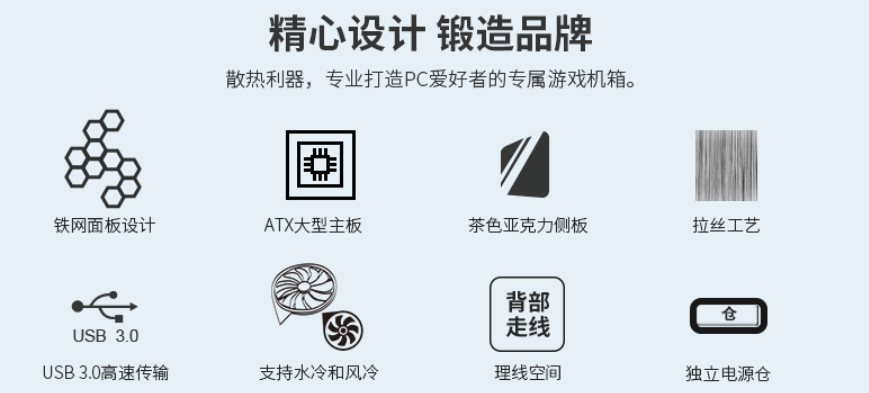 精心设计 锻造品牌
散热利器，专业打造PC爱好者的专属游戏机箱。
铁网面板设计
ATX大型主板
茶色亚克力侧板
拉丝工艺
USB 3.0
背部
走线
仓
USB 3.0高速传输
支持水冷和风冷
理线空间
独立电源仓